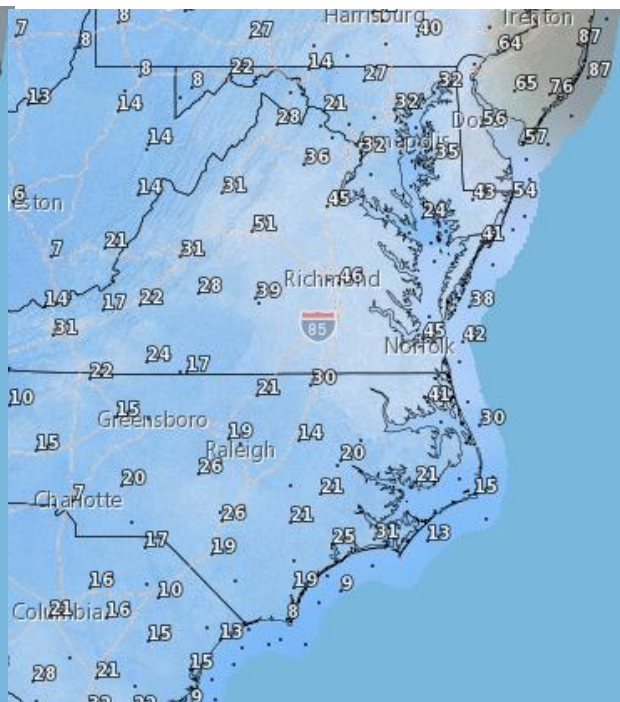 8 Harrisburg Trenton
7 8 27 40 64 87
8 8 22 14 27 32 65 76 87
13 14 28 21 32 Dover 56
14 36 32 Annapolis 35 57
6 14 31 45 24 43 54
eston
7 21 31 51 41
14 17 22 28 39 Richmond 46 38
31 85 45 42
24 17 Norfolk
22 21 30 41
10 15 30
Greensboro
15 19 14 20
Raleigh
7 20 26 21 21 15
Charlotte
26 21 31 13
17 19 25
16 10 19 9
Columbia 21 16 8
15 13
28 21 15
22 9